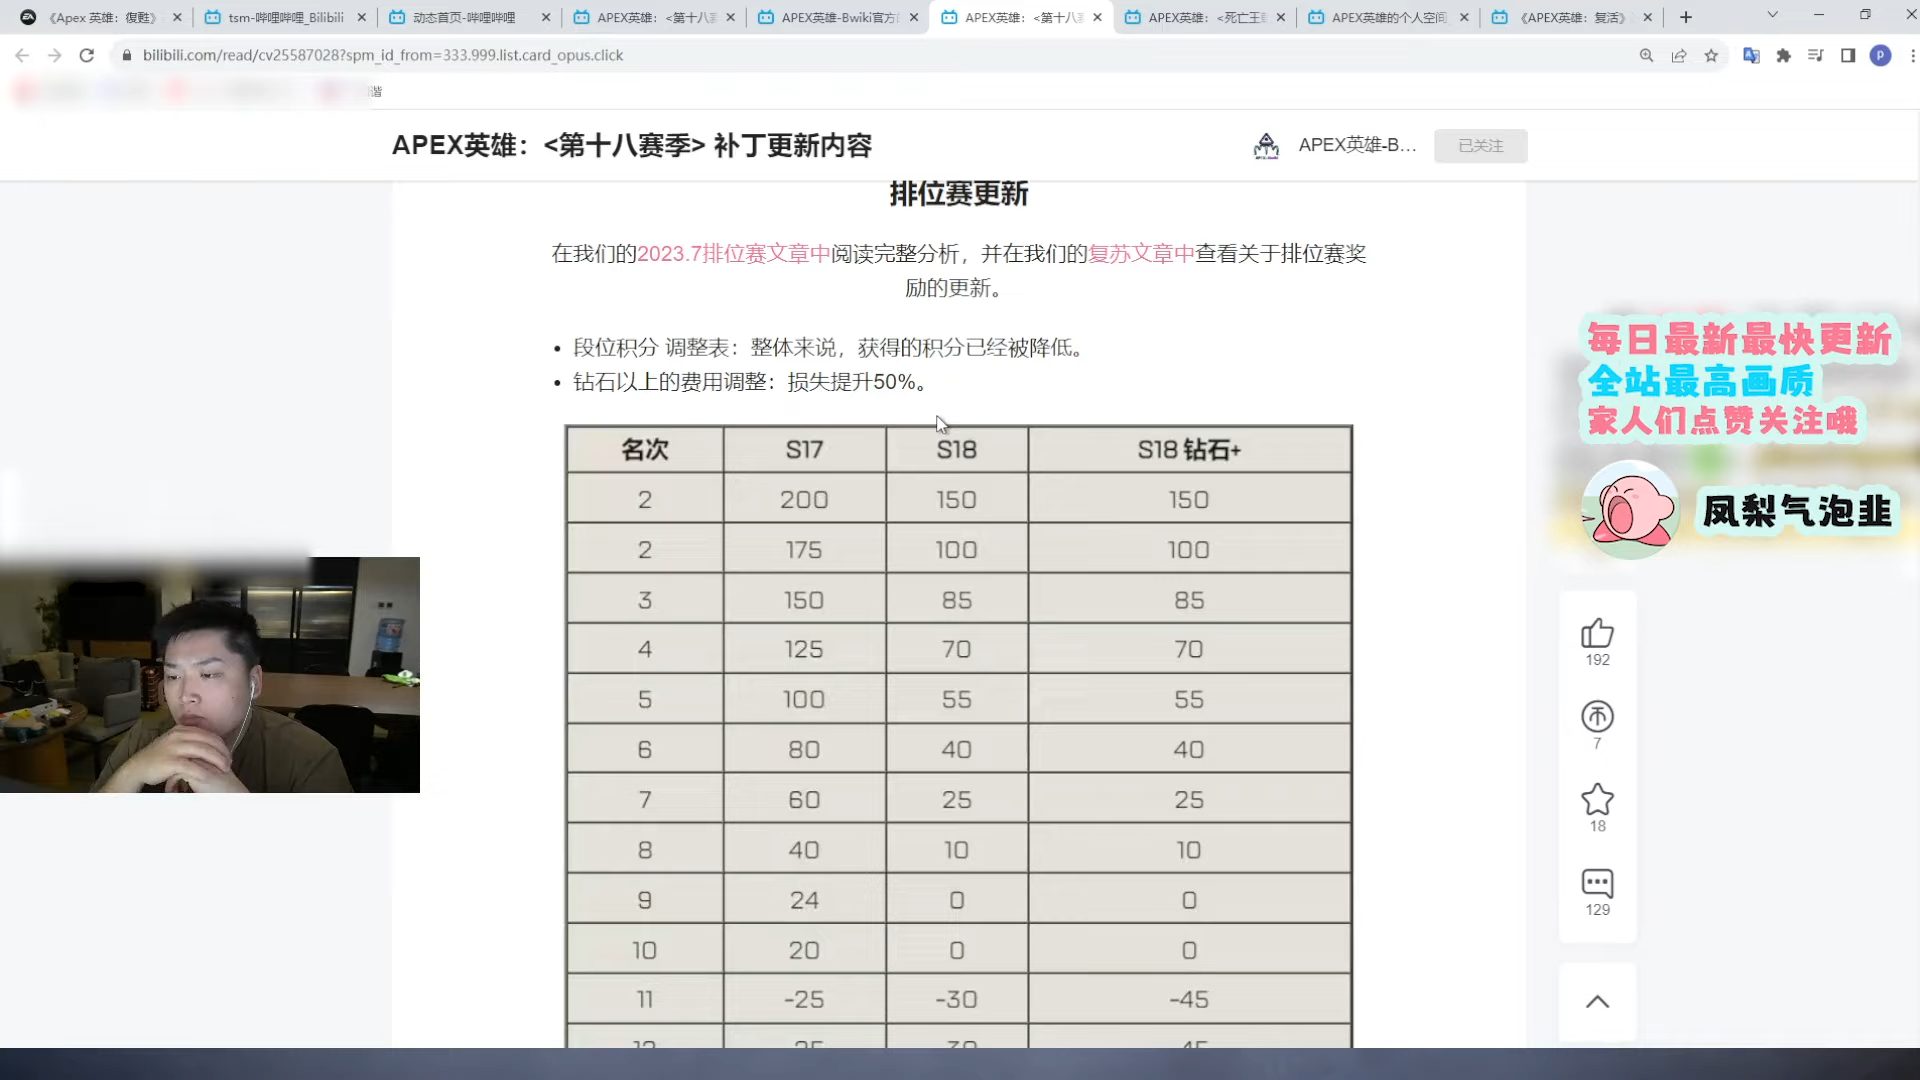 《Apex 英雄：復甦》
tsm-哔哩哔哩_Bilibili
动态首页-哔哩哔哩
APEX英雄：<第十八
APEX英雄-Bwiki官方
APEX英雄：<第十八
APEX英雄：<死亡王
APEX英雄的个人空间
《APEX英雄：复活》
bilibili.com/read/cv25587028?spm_id_from=333.999.list.card_opus.click
P
APEX英雄：<第十八赛季> 补丁更新内容
APEX英雄-B...
已关注
排位赛更新
在我们的2023.7排位赛文章中阅读完整分析，并在我们的复苏文章中查看关于排位赛奖
励的更新。
• 段位积分 调整表：整体来说，获得的积分已经被降低。
• 钻石以上的费用调整：损失提升50%。
名次 S17 S18 S18 钻石+
2 200 150 150
2 175 100 100
3 150 85 85
4 125 70 70
5 100 55 55
6 80 40 40
7 60 25 25
8 40 10 10
9 24 0 0
10 20 0 0
11 -25 -30 -45
每日最新最快更新
全站最高画质
家人们点赞关注哦
凤梨气泡韭
192
7
18
129